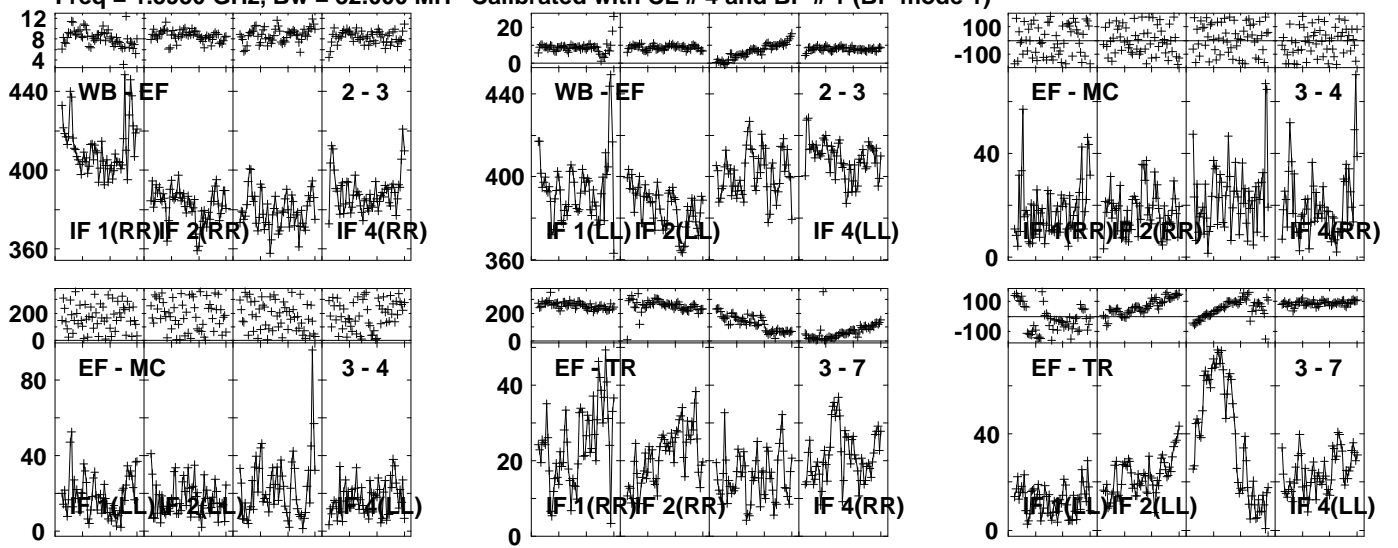 Freq = GHz, Bw = MH Calibrated with CL # 4 and BP # 1 (BP mode 1)
12
8
4
WB - EF
2 - 3
440
400
360
IF 1(RR)
IF 2(RR)
IF 4(RR)
20
0
WB - EF
2 - 3
440
400
360
IF 1(LL)
IF 2(LL)
IF 4(LL)
100
-100
EF - MC
3 - 4
40
0
IF 1(RR)
IF 2(RR)
IF 4(RR)
200
0
EF - MC
3 - 4
80
40
0
IF 1(LL)
IF 2(LL)
IF 4(LL)
200
0
EF - TR
3 - 7
40
20
0
IF 1(RR)
IF 2(RR)
IF 4(RR)
100
-100
EF - TR
3 - 7
40
0
IF 1(LL)
IF 2(LL)
IF 4(LL)